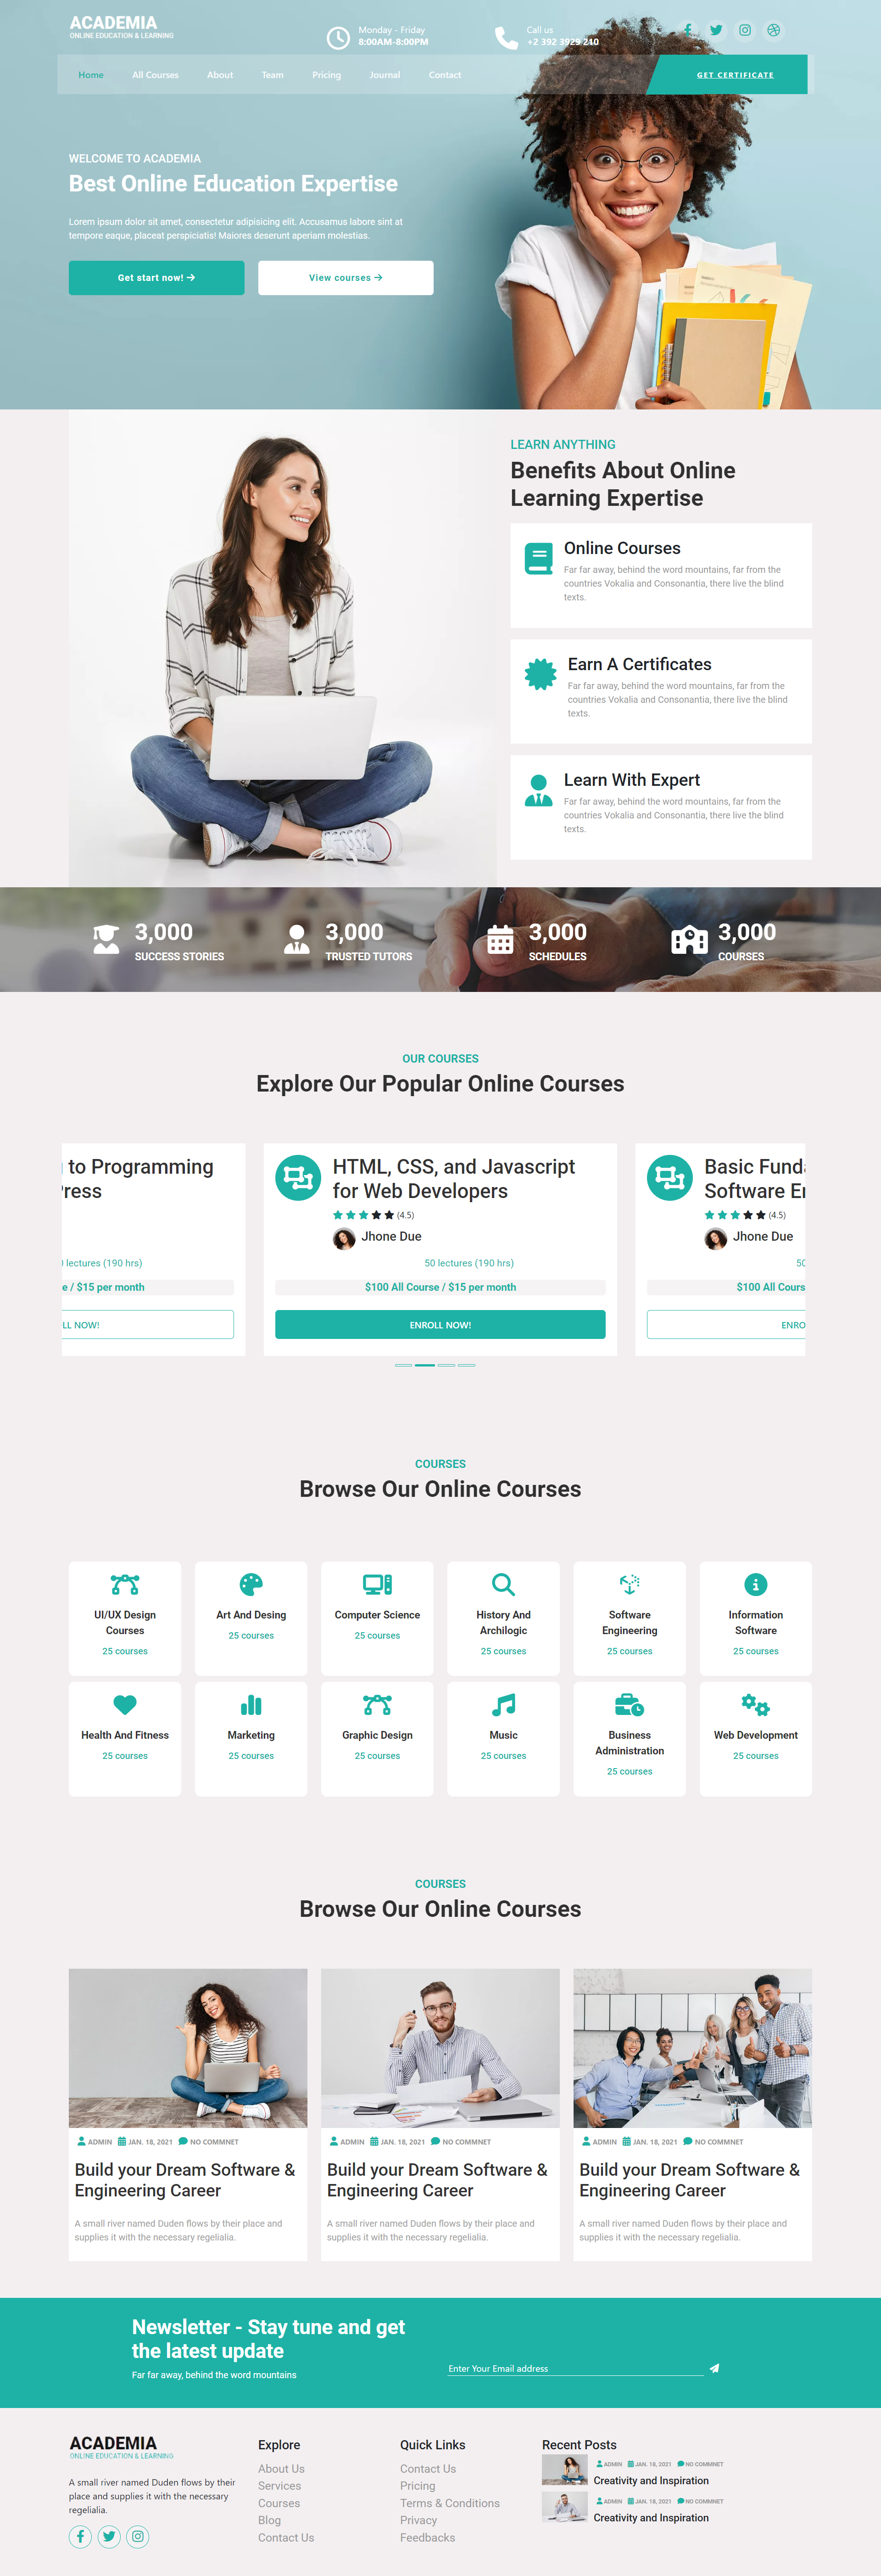 ACADEMIA
ONLINE EDUCATION & LEARNING
Monday - Friday
8:00AM-8:00PM
Call us
+2 392 3929 210
Home
All Courses
About
Team
Pricing
Journal
Contact
GET CERTIFICATE
WELCOME TO ACADEMIA
Best Online Education Expertise
Lorem ipsum dolor sit amet, consectetur adipisicing elit. Accusamus labore sint at
tempore eaque, placeat perspiciatis! Maiores deserunt aperiam molestias.
Get start now!
View courses
LEARN ANYTHING
Benefits About Online
Learning Expertise
Online Courses
Far far away, behind the word mountains, far from the
countries Vokalia and Consonantia, there live the blind
texts.
Earn A Certificates
Far far away, behind the word mountains, far from the
countries Vokalia and Consonantia, there live the blind
texts.
Learn With Expert
Far far away, behind the word mountains, far from the
countries Vokalia and Consonantia, there live the blind
texts.
3,000
SUCCESS STORIES
3,000
TRUSTED TUTORS
3,000
SCHEDULES
3,000
COURSES
OUR COURSES
Explore Our Popular Online Courses
to Programming
ress
lectures (190 hrs)
e / $15 per month
LL NOW!
HTML, CSS, and Javascript
for Web Developers
(4.5)
Jhone Due
50 lectures (190 hrs)
$100 All Course / $15 per month
ENROLL NOW!
Basic Funda
Software Er
(4.5)
Jhone Due
50
$100 All Cours
ENRO
COURSES
Browse Our Online Courses
UI/UX Design
Courses
25 courses
Art And Desing
25 courses
Computer Science
25 courses
History And
Archilogic
25 courses
Software
Engineering
25 courses
Information
Software
25 courses
Health And Fitness
25 courses
Marketing
25 courses
Graphic Design
25 courses
Music
25 courses
Business
Administration
25 courses
Web Development
25 courses
COURSES
Browse Our Online Courses
ADMIN JAN. 18, 2021 NO COMMNET
Build your Dream Software &
Engineering Career
A small river named Duden flows by their place and
supplies it with the necessary regelialia.
ADMIN JAN. 18, 2021 NO COMMNET
Build your Dream Software &
Engineering Career
A small river named Duden flows by their place and
supplies it with the necessary regelialia.
ADMIN JAN. 18, 2021 NO COMMNET
Build your Dream Software &
Engineering Career
A small river named Duden flows by their place and
supplies it with the necessary regelialia.
Newsletter - Stay tune and get
the latest update
Far far away, behind the word mountains
Enter Your Email address
ACADEMIA
ONLINE EDUCATION & LEARNING
A small river named Duden flows by their
place and supplies it with the necessary
regelialia.
Explore
About Us
Services
Courses
Blog
Contact Us
Quick Links
Contact Us
Pricing
Terms & Conditions
Privacy
Feedbacks
Recent Posts
ADMIN JAN. 18, 2021 NO COMMNET
Creativity and Inspiration
ADMIN JAN. 18, 2021 NO COMMNET
Creativity and Inspiration